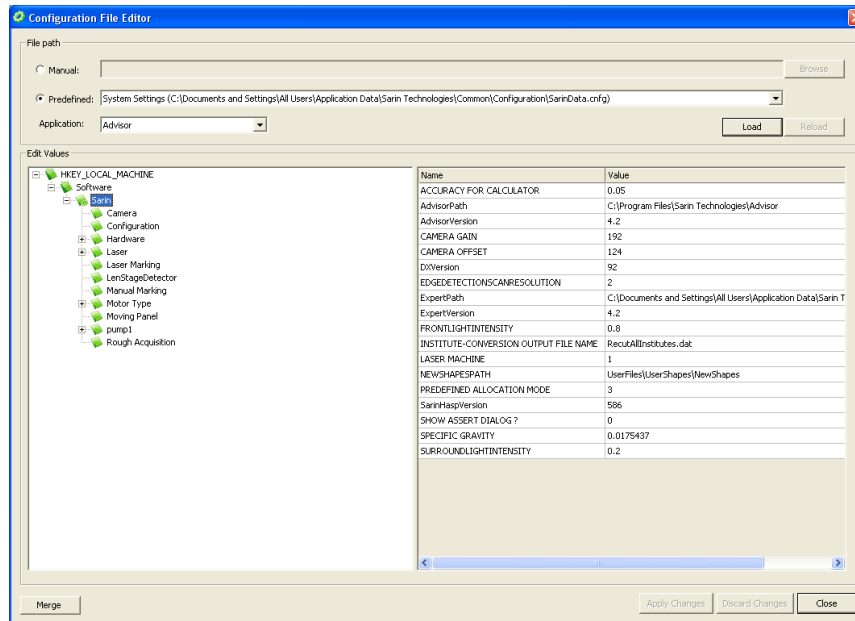 Configuration File Editor
File path
Manual:
Browse
Predefined: System Settings (C:\Documents and Settings\All Users\Application Data\Sarin Technologies\Common\Configuration\SarinData.cnfg)
Application: Advisor
Load
Reload
Edit Values
HKEY_LOCAL_MACHINE
Software
Sarin
Camera
Configuration
Hardware
Laser
Laser Marking
LenStageDetector
Manual Marking
Motor Type
Moving Panel
pump1
Rough Acquisition
Name Value
ACCURACY FOR CALCULATOR 0.05
AdvisorPath C:\Program Files\Sarin Technologies\Advisor
AdvisorVersion 4.2
CAMERA GAIN 192
CAMERA OFFSET 124
DXVersion 92
EDGEDETECTIONSCANRESOLUTION 2
ExpertPath C:\Documents and Settings\All Users\Application Data\Sarin T
ExpertVersion 4.2
FRONTLIGHTINTENSITY 0.8
INSTITUTE-CONVERSION OUTPUT FILE NAME RecutAllInstitutes.dat
LASER MACHINE 1
NEWSHAPESPATH UserFiles\UserShapes\NewShapes
PREDEFINED ALLOCATION MODE 3
SarinHaspVersion 586
SHOW ASSERT DIALOG ? 0
SPECIFIC GRAVITY 0.0175437
SURROUNDLIGHTINTENSITY 0.2
Merge
Apply Changes
Discard Changes
Close